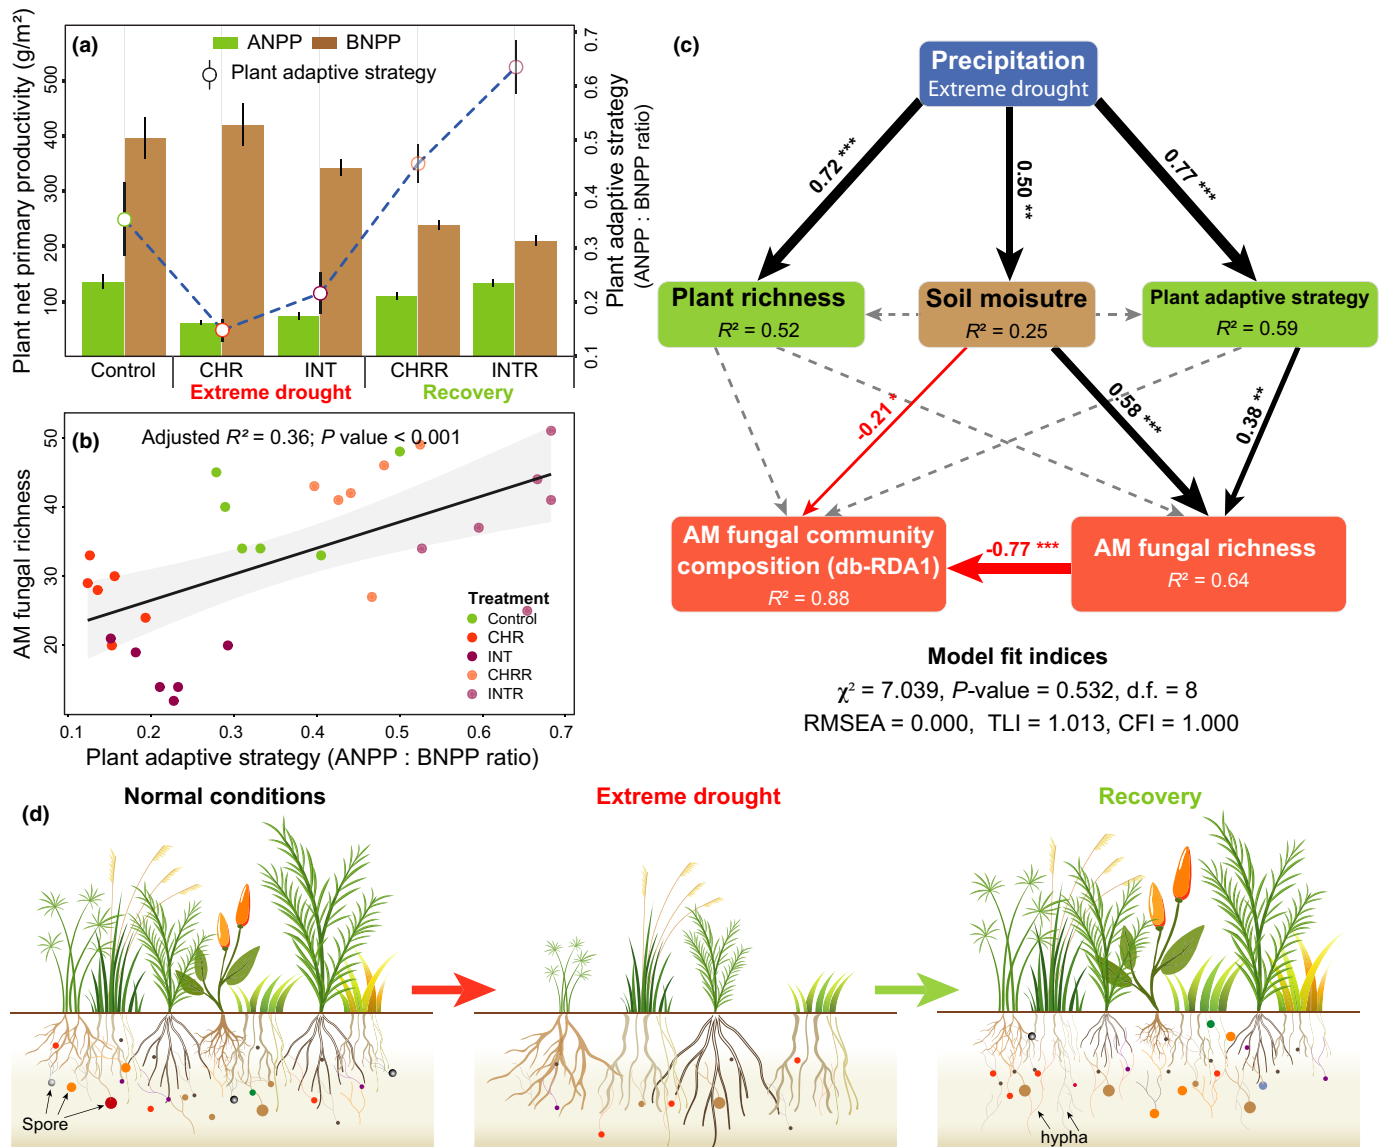 (a)
ANPP BNPP
Plant adaptive strategy
Plant net primary productivity (g/m²)
500
400
300
200
100
0.7
0.6
0.5
0.4
0.3
0.2
0.1
Plant adaptive strategy
(ANPP : BNPP ratio)
Control CHR INT CHRR INTR
Extreme drought Recovery
(b)
Adjusted R² = 0.36; P value < 0.001
AM fungal richness
50
40
30
20
Treatment
Control
CHR
INT
CHRR
INTR
0.1 0.2 0.3 0.4 0.5 0.6 0.7
Plant adaptive strategy (ANPP : BNPP ratio)
(c)
Precipitation
Extreme drought
0.72 ***
0.50 **
0.77 ***
Plant richness
R² = 0.52
Soil moisutre
R² = 0.25
Plant adaptive strategy
R² = 0.59
-0.21 *
0.58 ***
0.38 **
AM fungal community
composition (db-RDA1)
R² = 0.88
-0.77 ***
AM fungal richness
R² = 0.64
Model fit indices
χ² = 7.039, P-value = 0.532, d.f. = 8
RMSEA = 0.000, TLI = 1.013, CFI = 1.000
(d)
Normal conditions
Extreme drought
Recovery
Spore
hypha